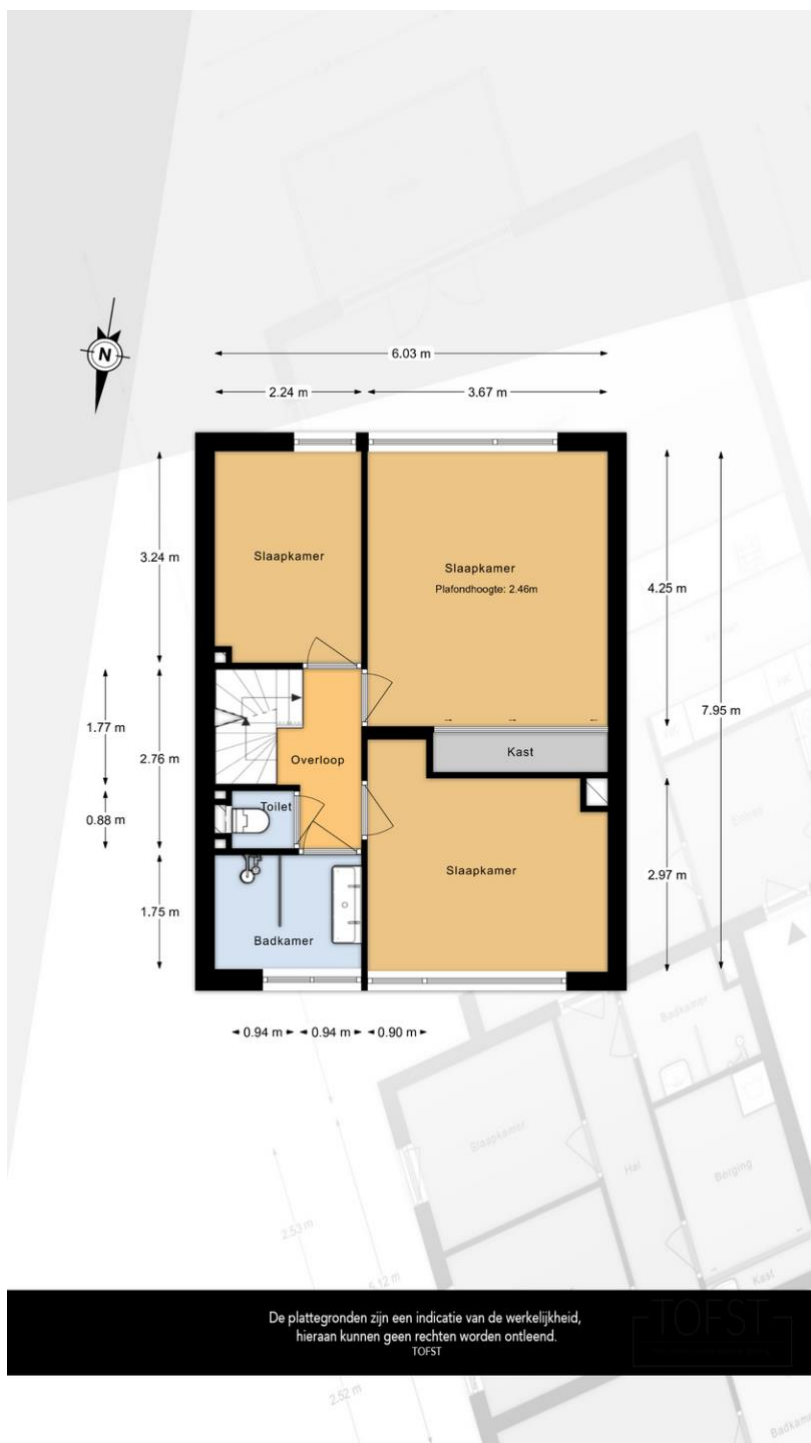 N
6.03 m
2.24 m
3.67 m
3.24 m
Slaapkamer
Slaapkamer
Plafondhoogte: 2.46m
4.25 m
7.95 m
1.77 m
2.76 m
Overloop
Kast
0.88 m
Toilet
Slaapkamer
2.97 m
1.75 m
Badkamer
0.94 m
0.94 m
0.90 m
Badkamer
Slaapkamer
Hal
Berging
2.53 m
5.12 m
Kast
De plattegronden zijn een indicatie van de werkelijkheid,
hieraan kunnen geen rechten worden ontleend.
TOFST
TOFST
2.52 m